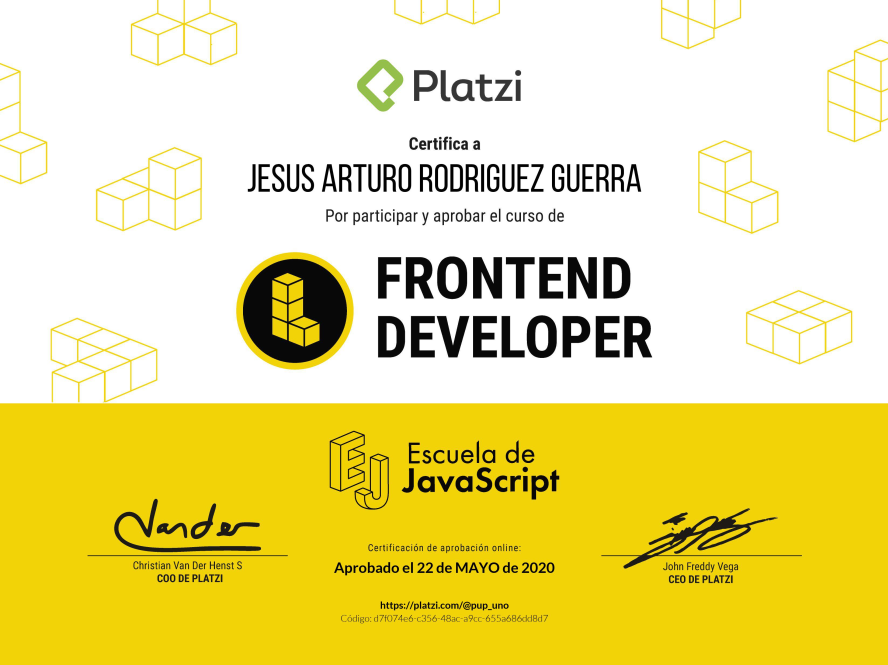 Platzi
Certifica a
JESUS ARTURO RODRIGUEZ GUERRA
Por participar y aprobar el curso de
FRONTEND
DEVELOPER
EJ
Escuela de
JavaScript
Vander
Christian Van Der Henst S
COO DE PLATZI
Certificación de aprobación online:
Aprobado el 22 de MAYO de 2020
John Freddy Vega
CEO DE PLATZI
https://platzi.com/@pup_uno
Código: d7f074e6-c356-48ac-a9cc-655a686dd8d7